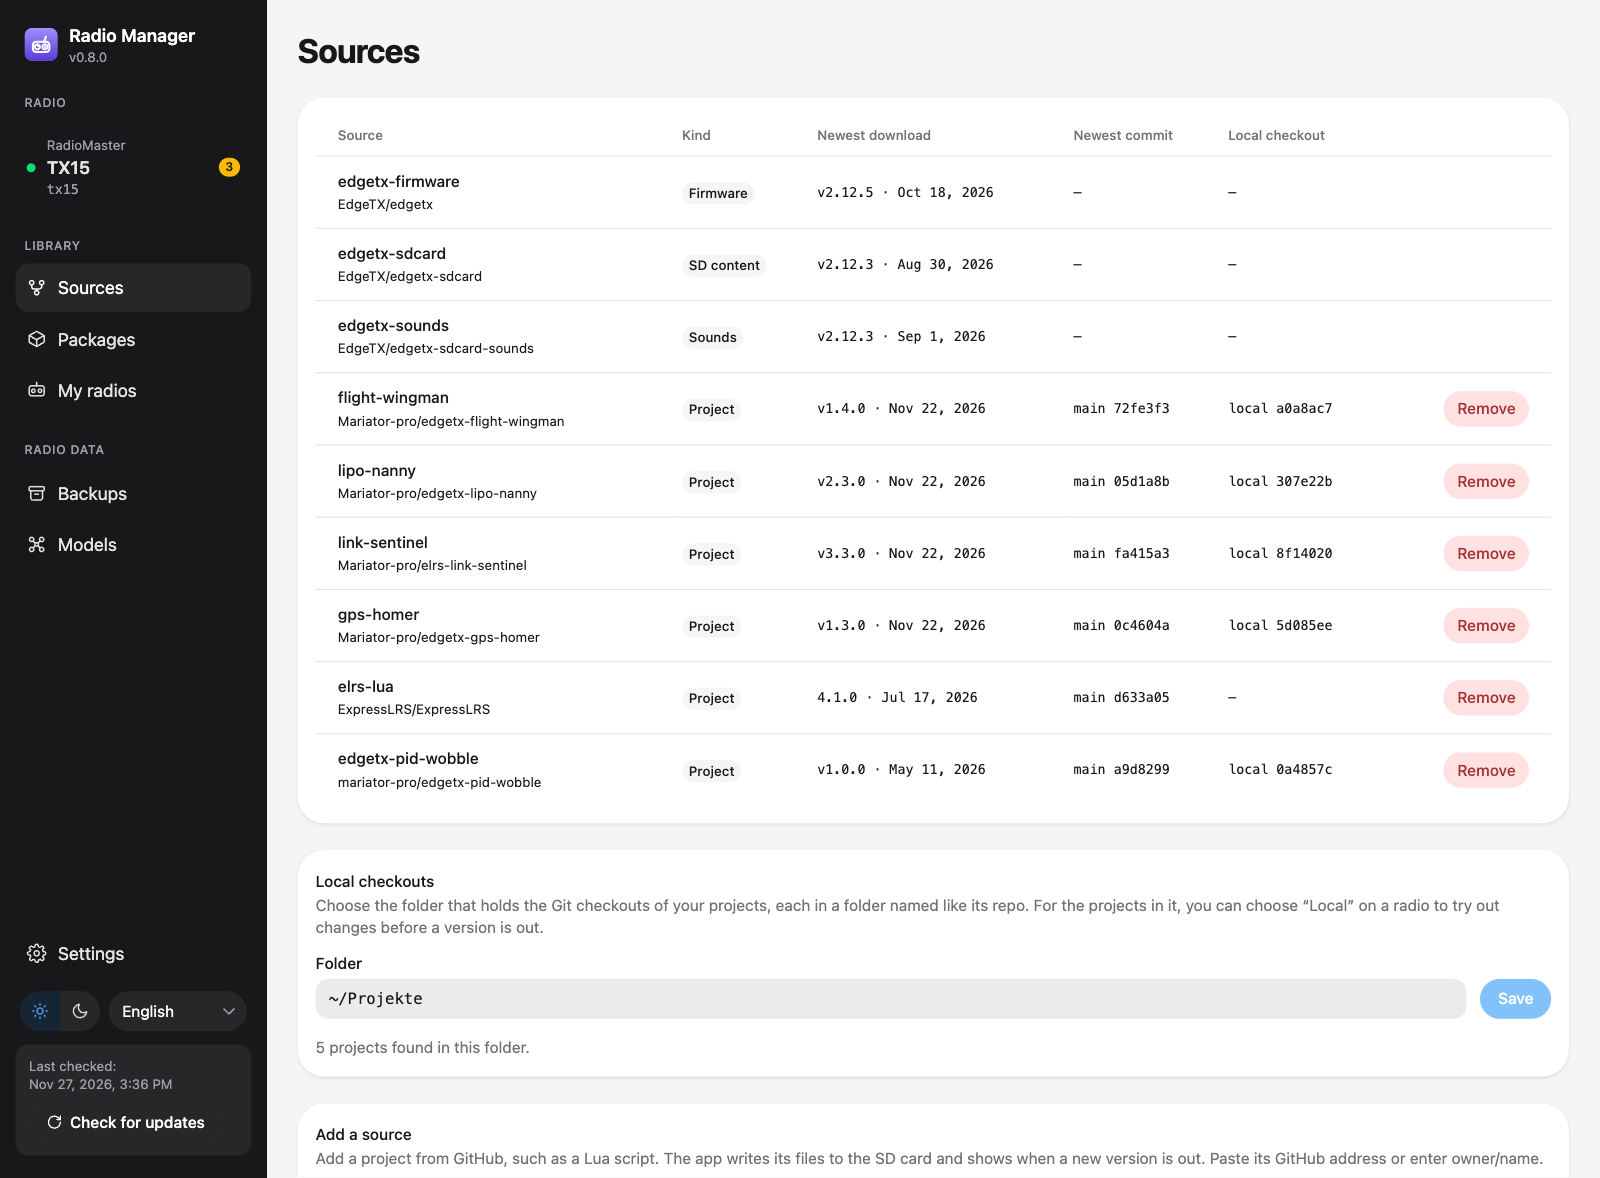 Radio Manager
v0.8.0
RADIO
RadioMaster
TX15
tx15
3
LIBRARY
Sources
Packages
My radios
RADIO DATA
Backups
Models
Settings
English
Last checked:
Nov 27, 2026, 3:36 PM
Check for updates
Sources
Source Kind Newest download Newest commit Local checkout
edgetx-firmware
EdgeTX/edgetx
Firmware v2.12.5 · Oct 18, 2026 – –
edgetx-sdcard
EdgeTX/edgetx-sdcard
SD content v2.12.3 · Aug 30, 2026 – –
edgetx-sounds
EdgeTX/edgetx-sdcard-sounds
Sounds v2.12.3 · Sep 1, 2026 – –
flight-wingman
Mariator-pro/edgetx-flight-wingman
Project v1.4.0 · Nov 22, 2026 main 72fe3f3 local a0a8ac7 Remove
lipo-nanny
Mariator-pro/edgetx-lipo-nanny
Project v2.3.0 · Nov 22, 2026 main 05d1a8b local 307e22b Remove
link-sentinel
Mariator-pro/elrs-link-sentinel
Project v3.3.0 · Nov 22, 2026 main fa415a3 local 8f14020 Remove
gps-homer
Mariator-pro/edgetx-gps-homer
Project v1.3.0 · Nov 22, 2026 main 0c4604a local 5d085ee Remove
elrs-lua
ExpressLRS/ExpressLRS
Project 4.1.0 · Jul 17, 2026 main d633a05 – Remove
edgetx-pid-wobble
mariator-pro/edgetx-pid-wobble
Project v1.0.0 · May 11, 2026 main a9d8299 local 0a4857c Remove
Local checkouts
Choose the folder that holds the Git checkouts of your projects, each in a folder named like its repo. For the projects in it, you can choose “Local” on a radio to try out
changes before a version is out.
Folder
~/Projekte
Save
5 projects found in this folder.
Add a source
Add a project from GitHub, such as a Lua script. The app writes its files to the SD card and shows when a new version is out. Paste its GitHub address or enter owner/name.